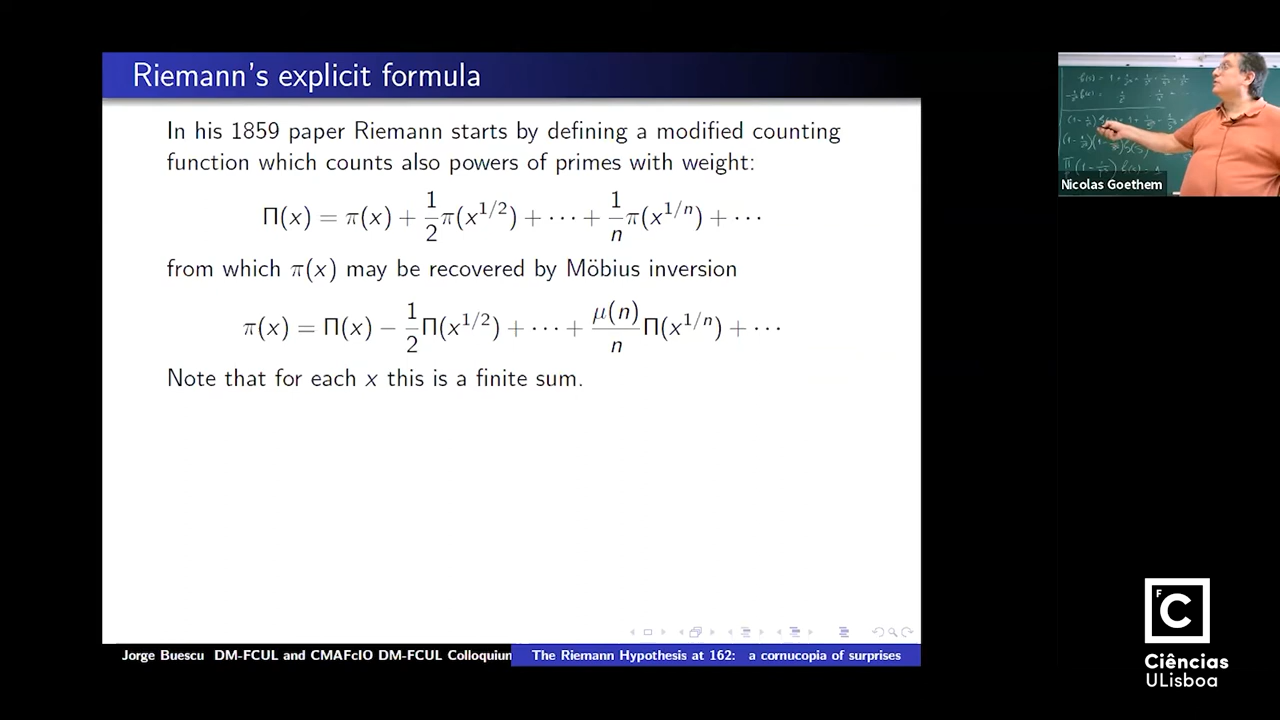 Riemann's explicit formula
In his 1859 paper Riemann starts by defining a modified counting
function which counts also powers of primes with weight:
Π(x) = π(x) + 1/2 π(x^{1/2}) + ··· + 1/n π(x^{1/n}) + ···
from which π(x) may be recovered by Möbius inversion
π(x) = Π(x) − 1/2 Π(x^{1/2}) + ··· + μ(n)/n Π(x^{1/n}) + ···
Note that for each x this is a finite sum.
Jorge Buescu DM-FCUL and CMAFcIO DM-FCUL Colloquium
The Riemann Hypothesis at 162: a cornucopia of surprises
Nicolas Goethem
F
C
Ciências
ULisboa